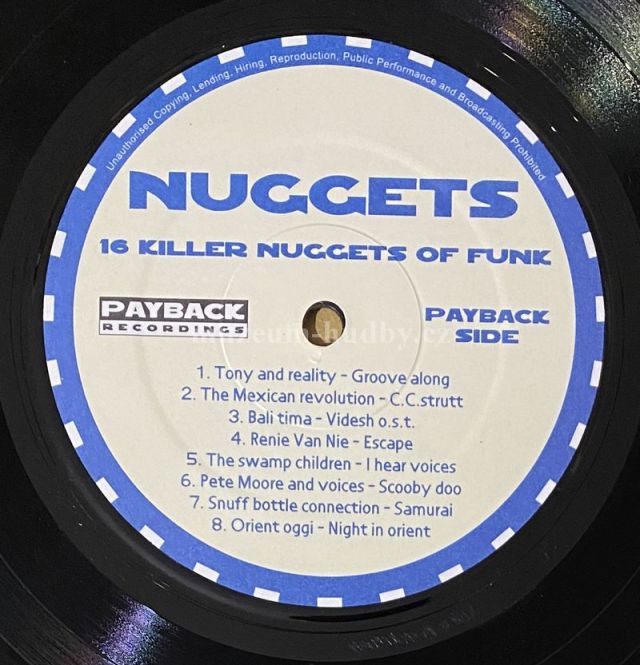 Unauthorised Copying, Lending, Hiring, Reproduction, Public Performance and Broadcasting Prohibited
NUGGETS
16 KILLER NUGGETS OF FUNK
PAYBACK
RECORDINGS
PAYBACK
SIDE
museum-hudby.cz
1. Tony and reality – Groove along
2. The Mexican revolution – C.C.strutt
3. Bali tima – Videsh o.s.t.
4. Renie Van Nie – Escape
5. The swamp children – I hear voices
6. Pete Moore and voices – Scooby doo
7. Snuff bottle connection – Samurai
8. Orient oggi – Night in orient